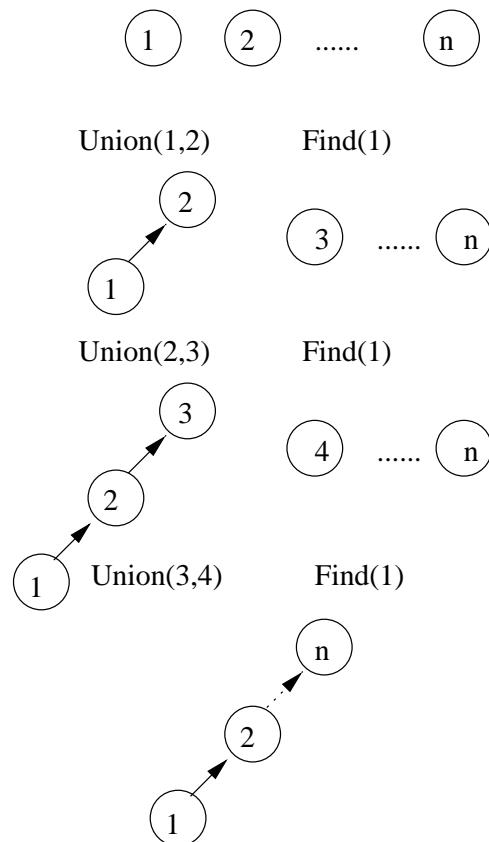 1 2 ...... n
Union(1,2) Find(1)
2
3 ...... n
1
Union(2,3) Find(1)
3
4 ...... n
2
1
Union(3,4) Find(1)
n
2
1